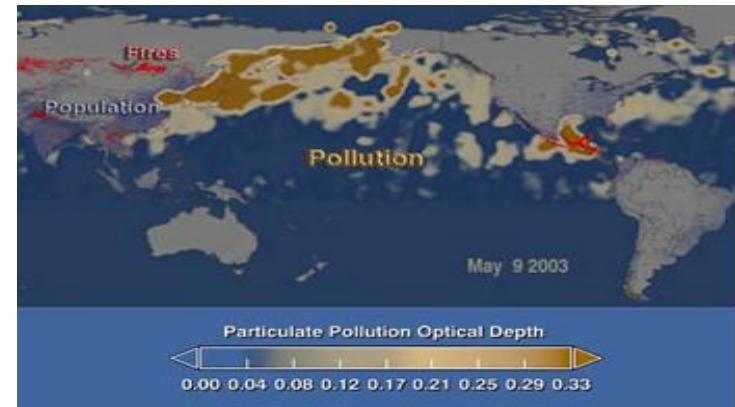 Fires
Population
Pollution
May 9 2003
Particulate Pollution Optical Depth
0.00 0.04 0.08 0.12 0.17 0.21 0.25 0.29 0.33